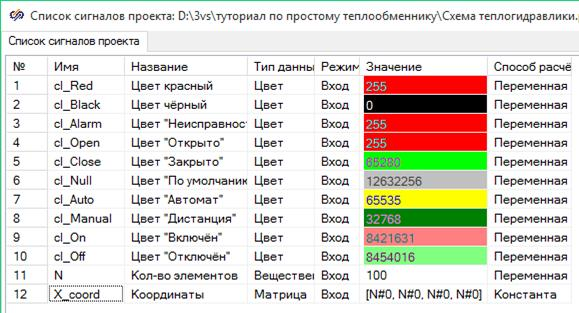 Список сигналов проекта: D:\3vs\туториал по простому теплообменнику\Схема теплогидравлики.
Список сигналов проекта
№ Имя Название Тип данны Режим Значение Способ расчё
1 cl_Red Цвет красный Цвет Вход 255 Переменная
2 cl_Black Цвет чёрный Цвет Вход 0 Переменная
3 cl_Alarm Цвет "Неисправнос Цвет Вход 255 Переменная
4 cl_Open Цвет "Открыто" Цвет Вход 255 Переменная
5 cl_Close Цвет "Закрыто" Цвет Вход 65280 Переменная
6 cl_Null Цвет "По умолчанию Цвет Вход 12632256 Переменная
7 cl_Auto Цвет "Автомат" Цвет Вход 65535 Переменная
8 cl_Manual Цвет "Дистанция" Цвет Вход 32768 Переменная
9 cl_On Цвет "Включён" Цвет Вход 8421631 Переменная
10 cl_Off Цвет "Отключён" Цвет Вход 8454016 Переменная
11 N Кол-во элементов Веществен Вход 100 Переменная
12 X_coord Координаты Матрица Вход [N#0, N#0, N#0, N#0] Константа